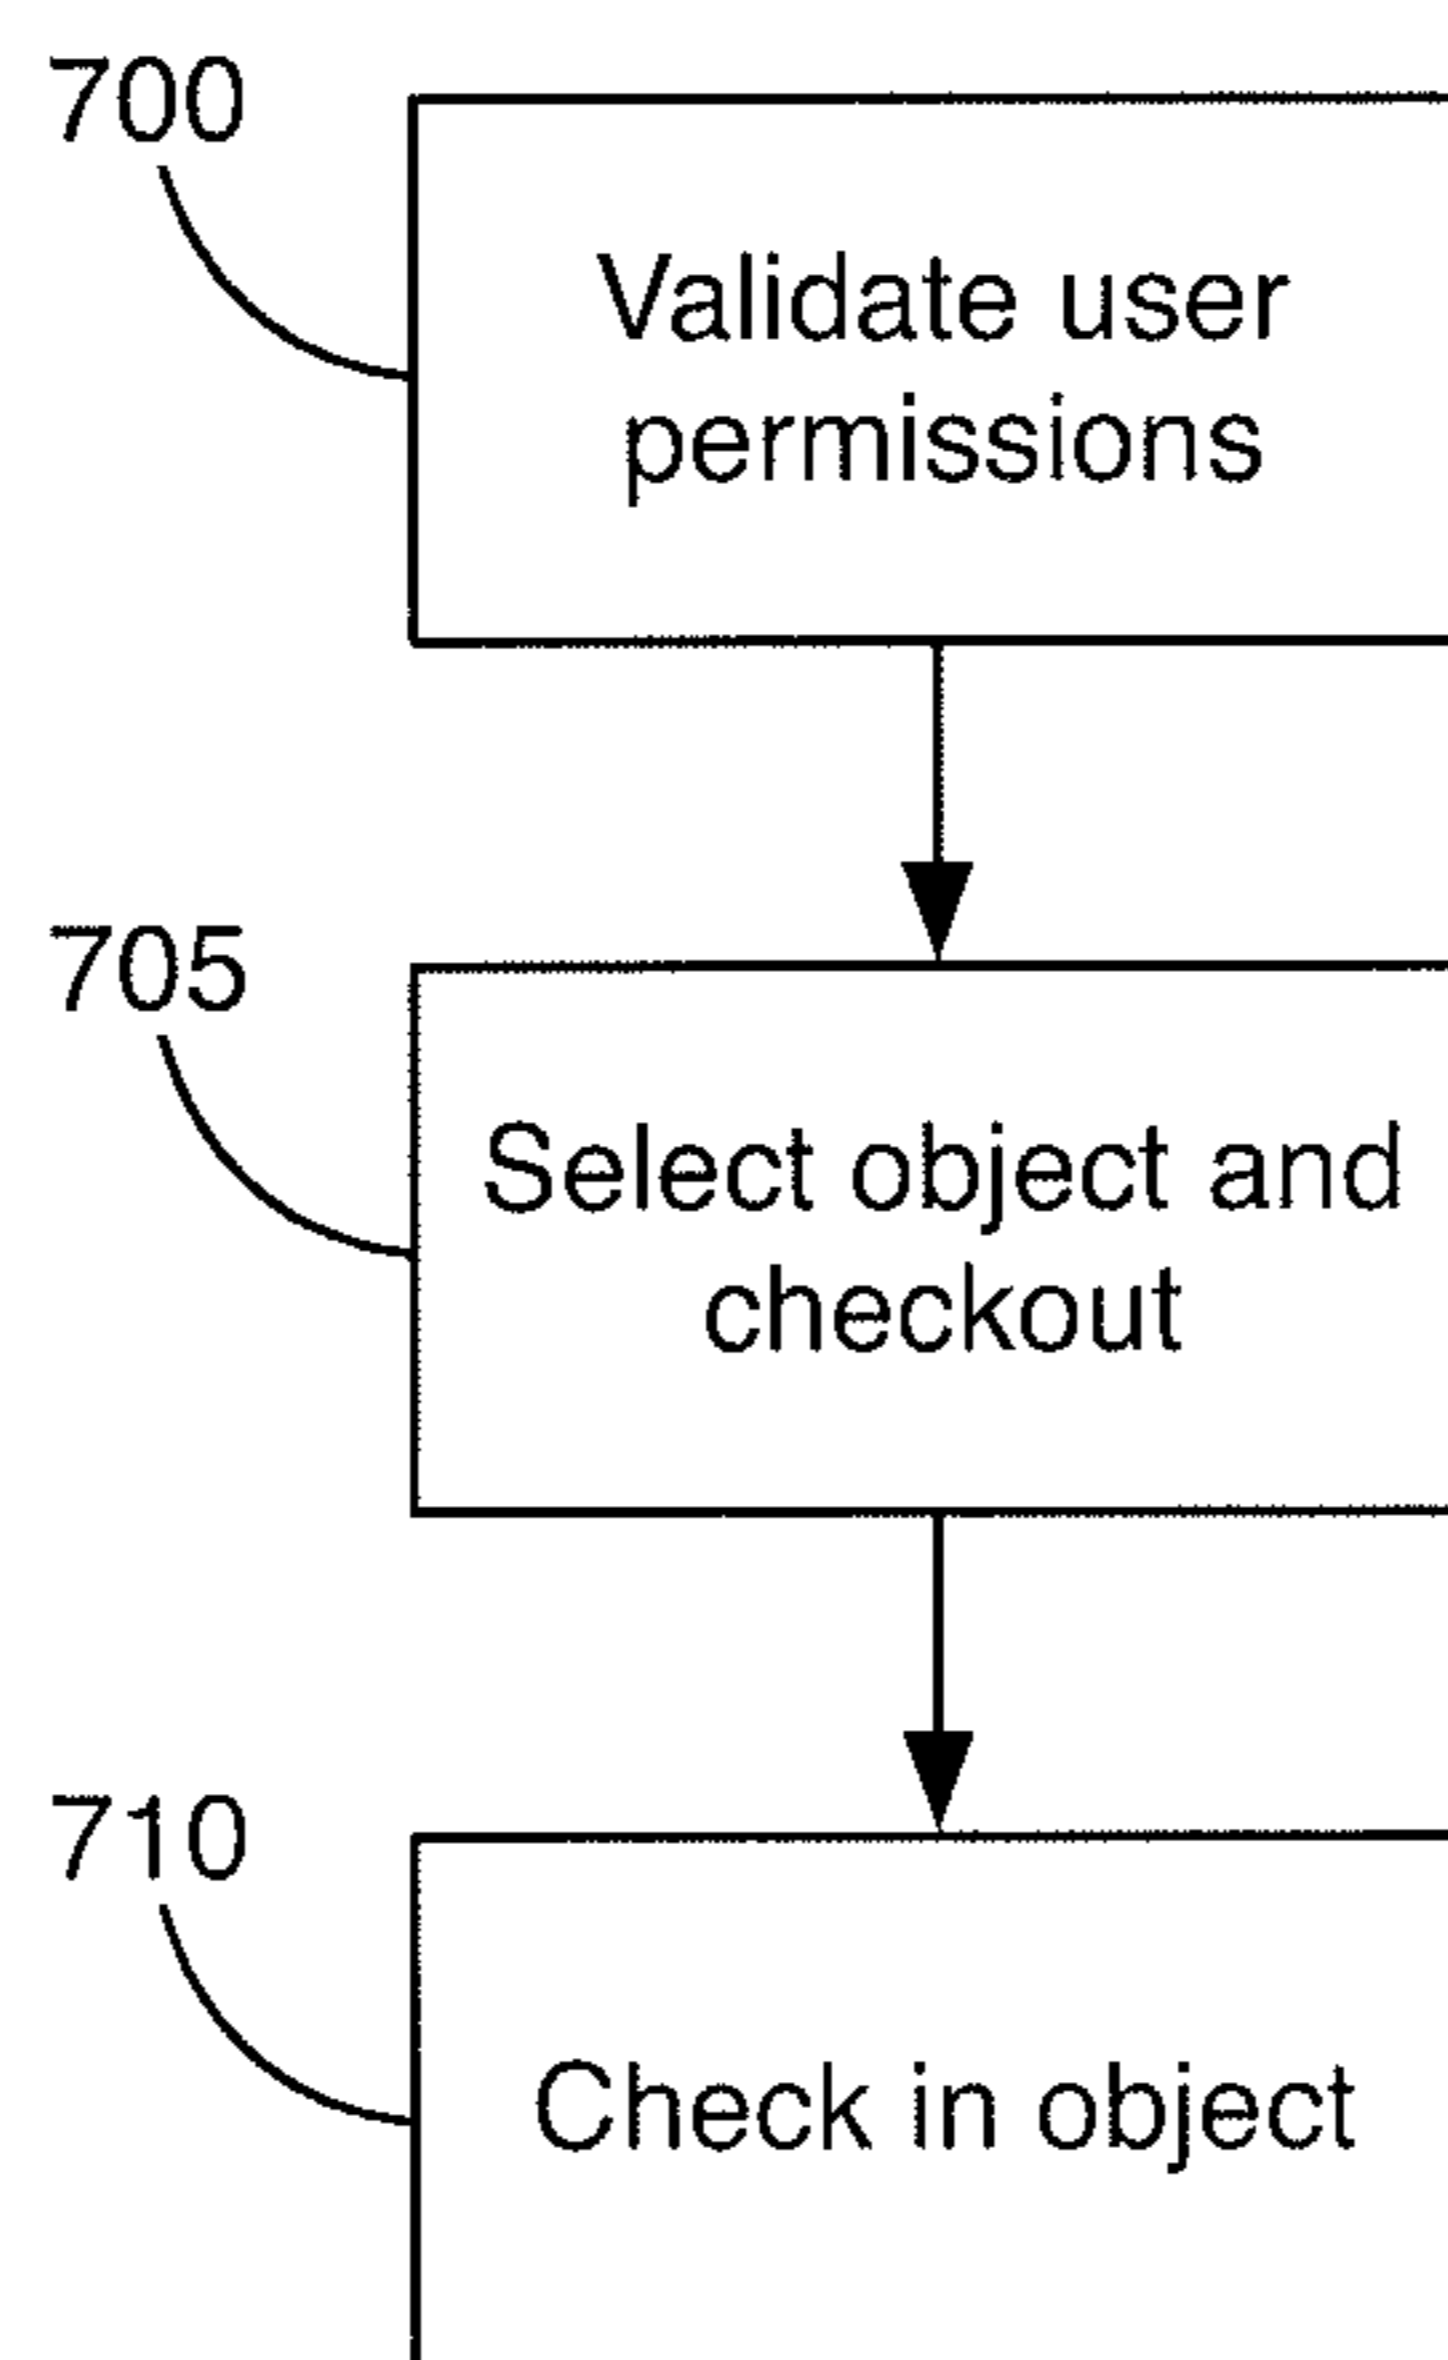 700
Validate user
permissions
705
Select object and
checkout
710
Check in object